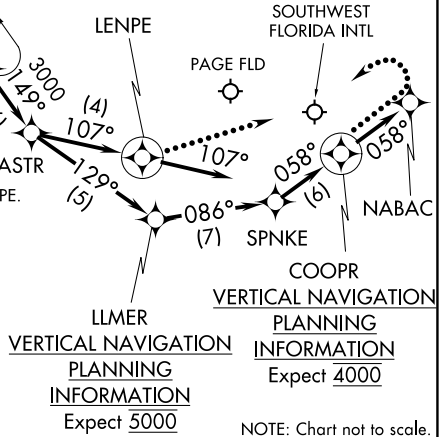 SOUTHWEST
FLORIDA INTL
LENPE
PAGE FLD
3000
149°
(4)
107°
107°
ASTR
PE.
129°
(5)
086°
(7)
SPNKE
058°
(6)
058°
NABAC
COOPR
VERTICAL NAVIGATION
PLANNING
INFORMATION
Expect 4000
LLMER
VERTICAL NAVIGATION
PLANNING
INFORMATION
Expect 5000
NOTE: Chart not to scale.